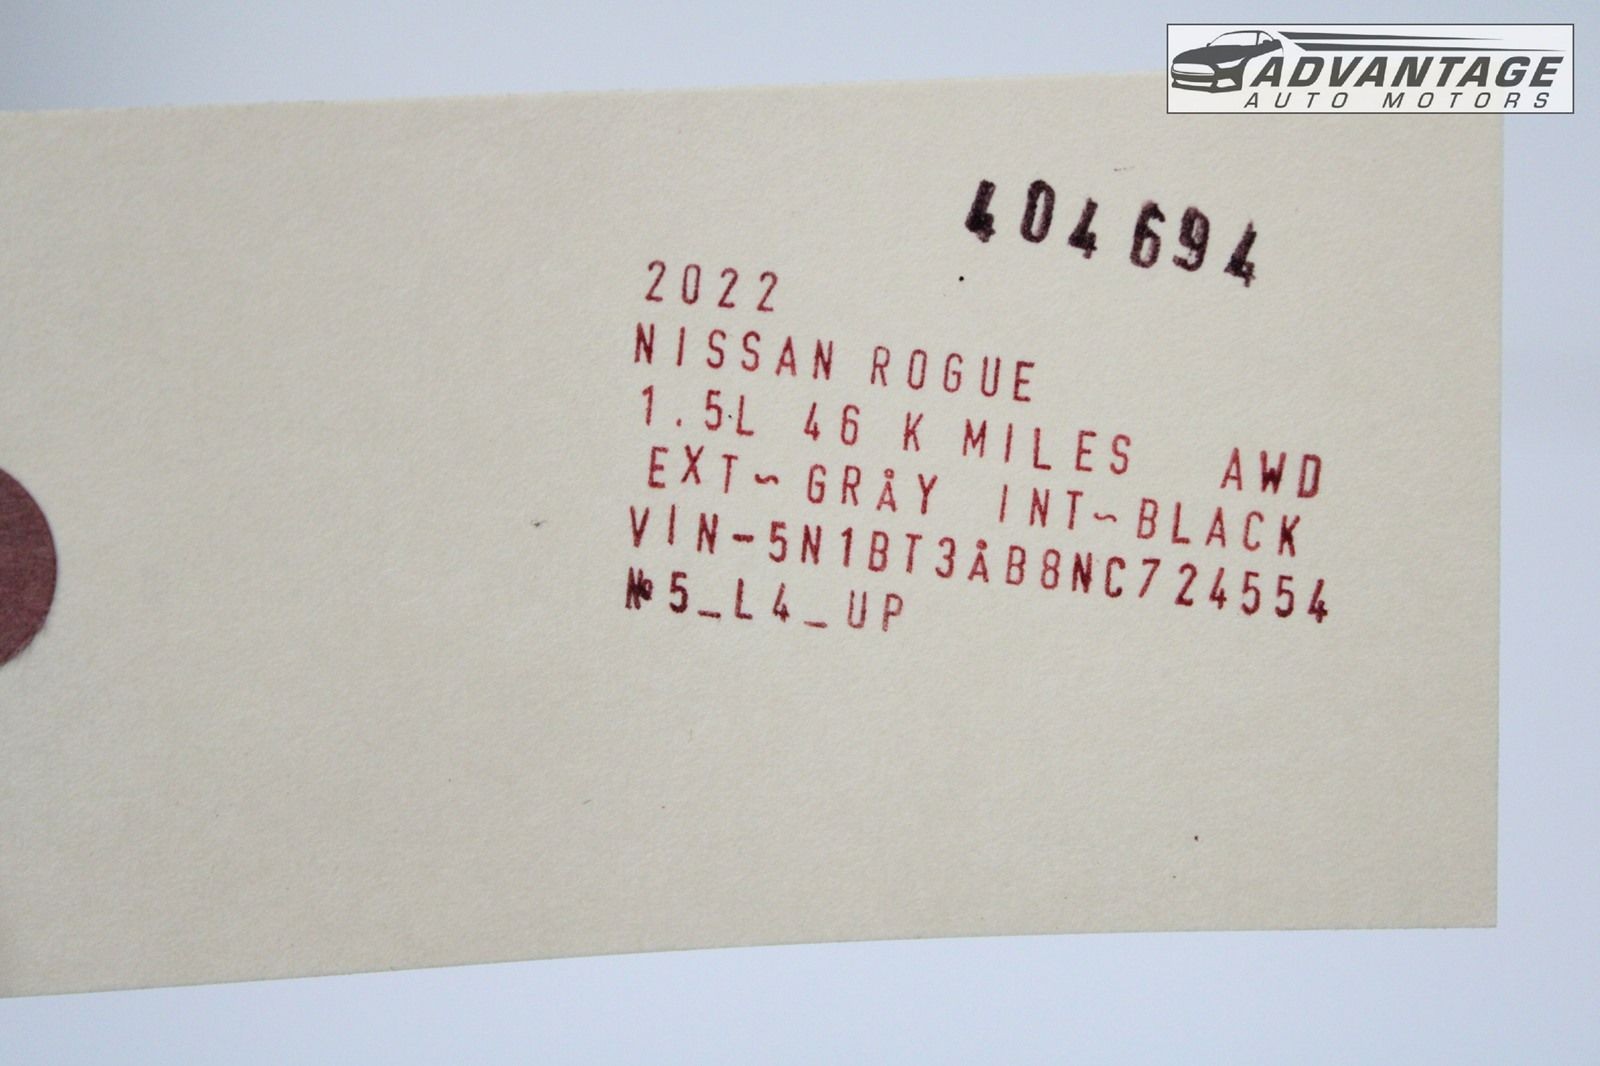 ADVANTAGE
AUTO MOTORS
404694
2022
NISSAN ROGUE
1.5L 46 K MILES AWD
EXT~GRÅY INT~BLACK
VIN-5N1BT3ÅB8NC724554
№5_L4_UP